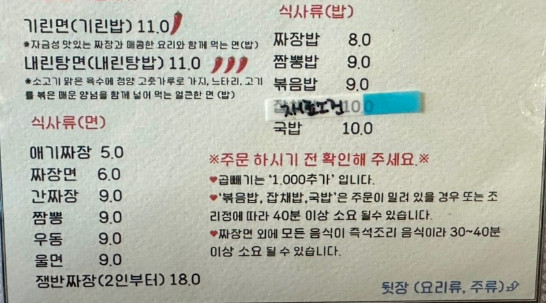 기린면(기린밥) 11.0
*자금성 맛있는 짜장과 매콤한 요리와 함께 먹는 면(밥)
내린탕면(내린탕밥) 11.0
*소고기 맑은 육수에 청양 고춧가루로 가지, 느타리, 고기
를 볶은 매운 양념을 함께 넣어 먹는 얼큰한 면 (밥)
식사류(면)
애기짜장 5.0
짜장면 6.0
간짜장 9.0
짬뽕 9.0
우동 9.0
울면 9.0
쟁반짜장(2인부터) 18.0
식사류(밥)
짜장밥 8.0
짬뽕밥 9.0
볶음밥 9.0
10.0
국밥 10.0
※주문 하시기 전 확인해 주세요.※
♥곱빼기는 '1.000추가' 입니다.
♥'볶음밥, 잡채밥,국밥'은 주문이 밀려 있을 경우 또는 조
리정에 따라 40분 이상 소요 될수 있습니다.
♥짜장면 외에 모든 음식이 즉석조리 음식이라 30~40분
이상 소요 될 수 있습니다.
뒷장 (요리류, 주류)